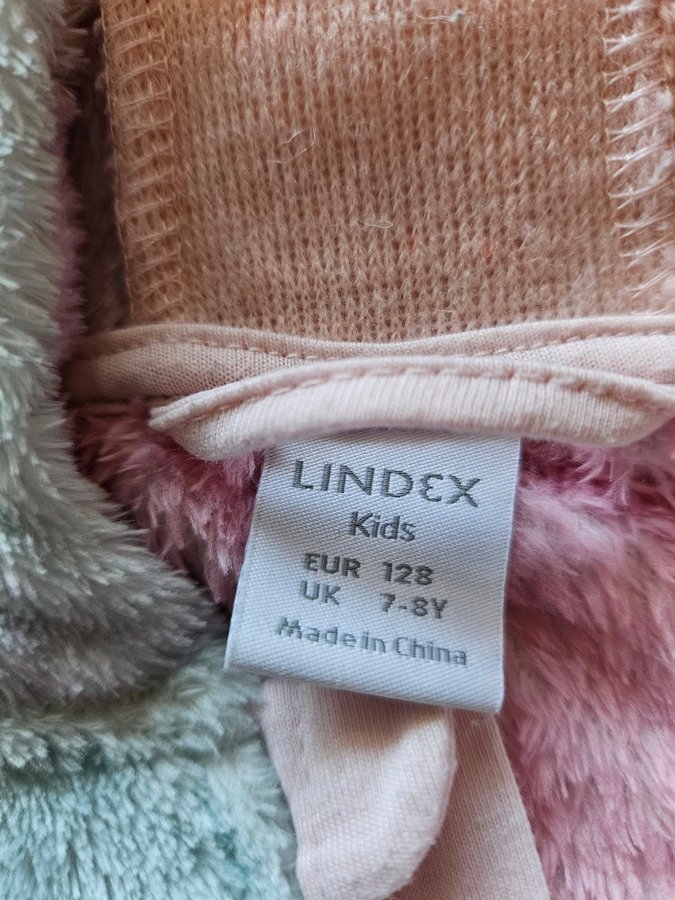 LINDEX
Kids
EUR 128
UK 7-8Y
Made in China